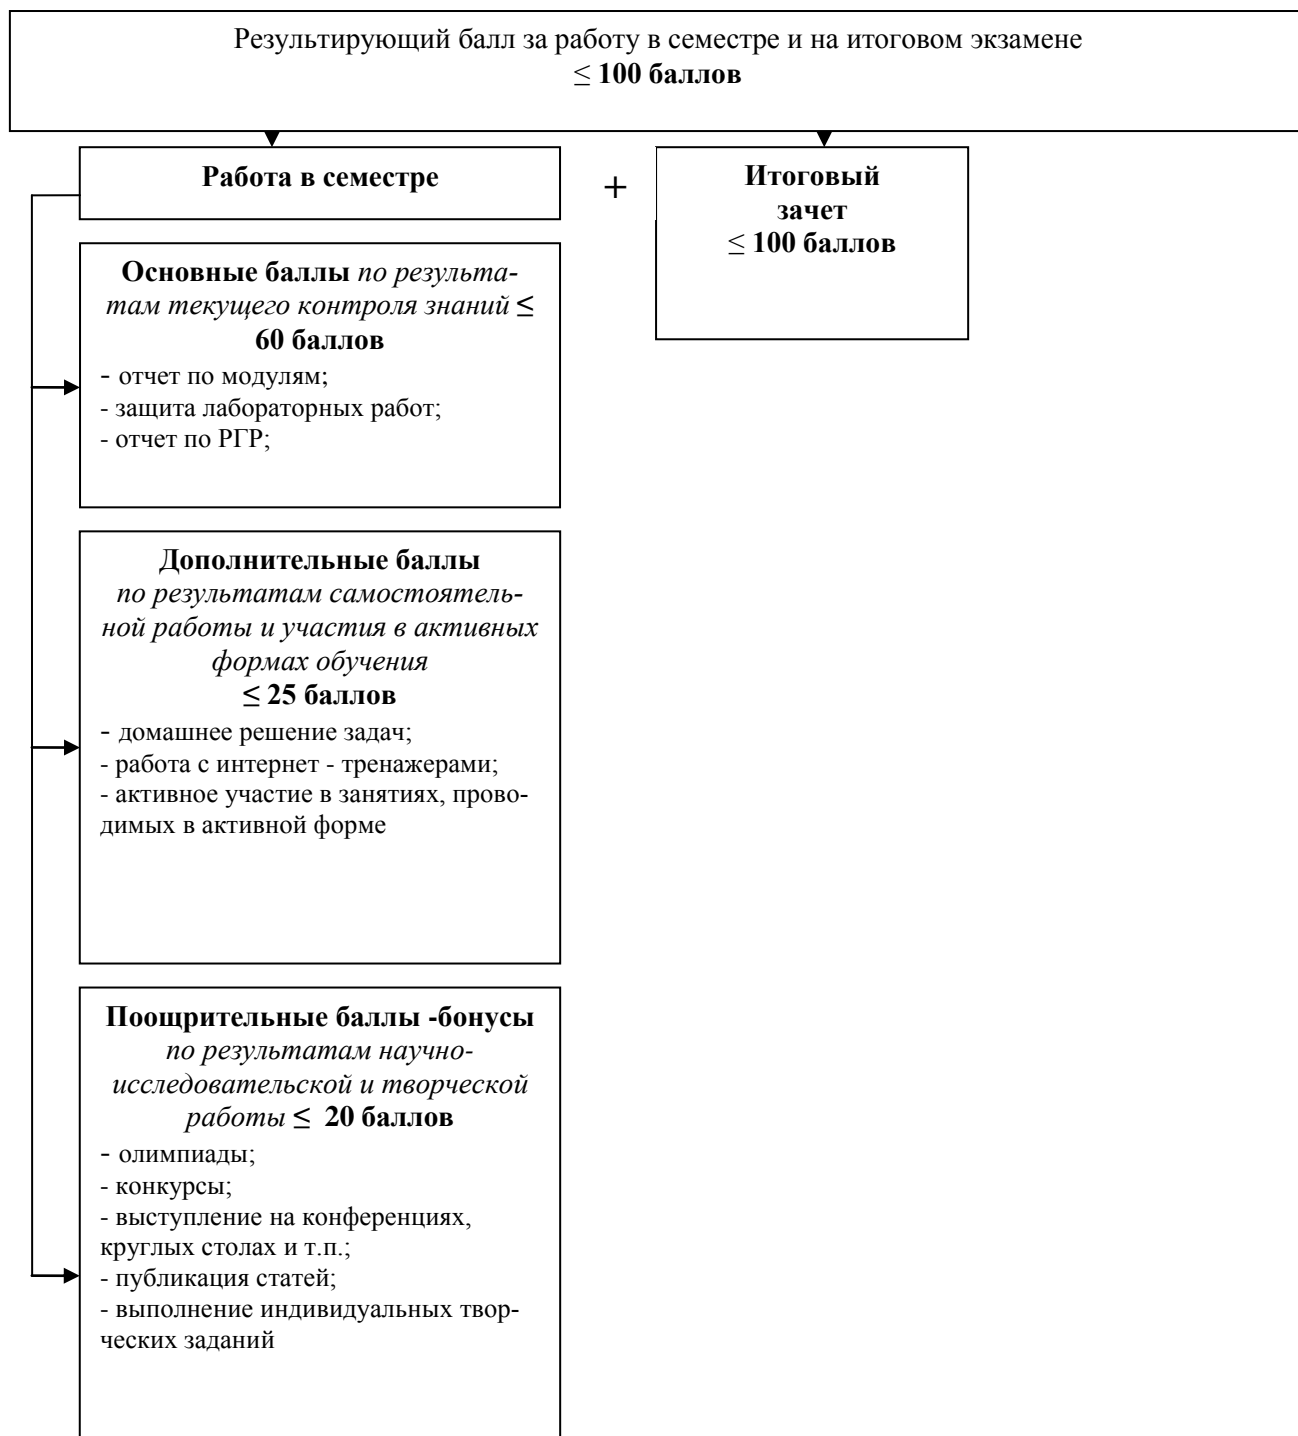 Результирующий балл за работу в семестре и на итоговом экзамене
≤ 100 баллов
Работа в семестре
+
Итоговый
зачет
≤ 100 баллов
Основные баллы по результа-
там текущего контроля знаний ≤
60 баллов
- отчет по модулям;
- защита лабораторных работ;
- отчет по РГР;
Дополнительные баллы
по результатам самостоятель-
ной работы и участия в активных
формах обучения
≤ 25 баллов
- домашнее решение задач;
- работа с интернет - тренажерами;
- активное участие в занятиях, прово-
димых в активной форме
Поощрительные баллы -бонусы
по результатам научно-
исследовательской и творческой
работы ≤ 20 баллов
- олимпиады;
- конкурсы;
- выступление на конференциях,
круглых столах и т.п.;
- публикация статей;
- выполнение индивидуальных твор-
ческих заданий